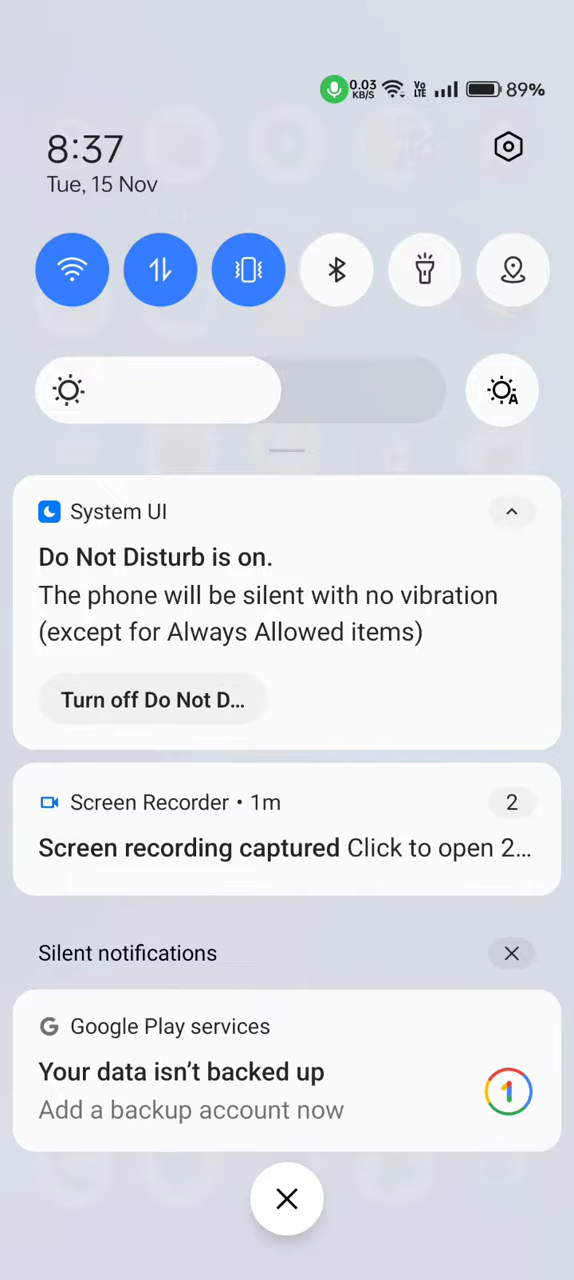 0.03
KB/S
Vo
LTE
89%
8:37
Tue, 15 Nov
A
System UI
Do Not Disturb is on.
The phone will be silent with no vibration
(except for Always Allowed items)
Turn off Do Not D...
Screen Recorder • 1m
2
Screen recording captured Click to open 2...
Silent notifications
Google Play services
Your data isn’t backed up
Add a backup account now
1